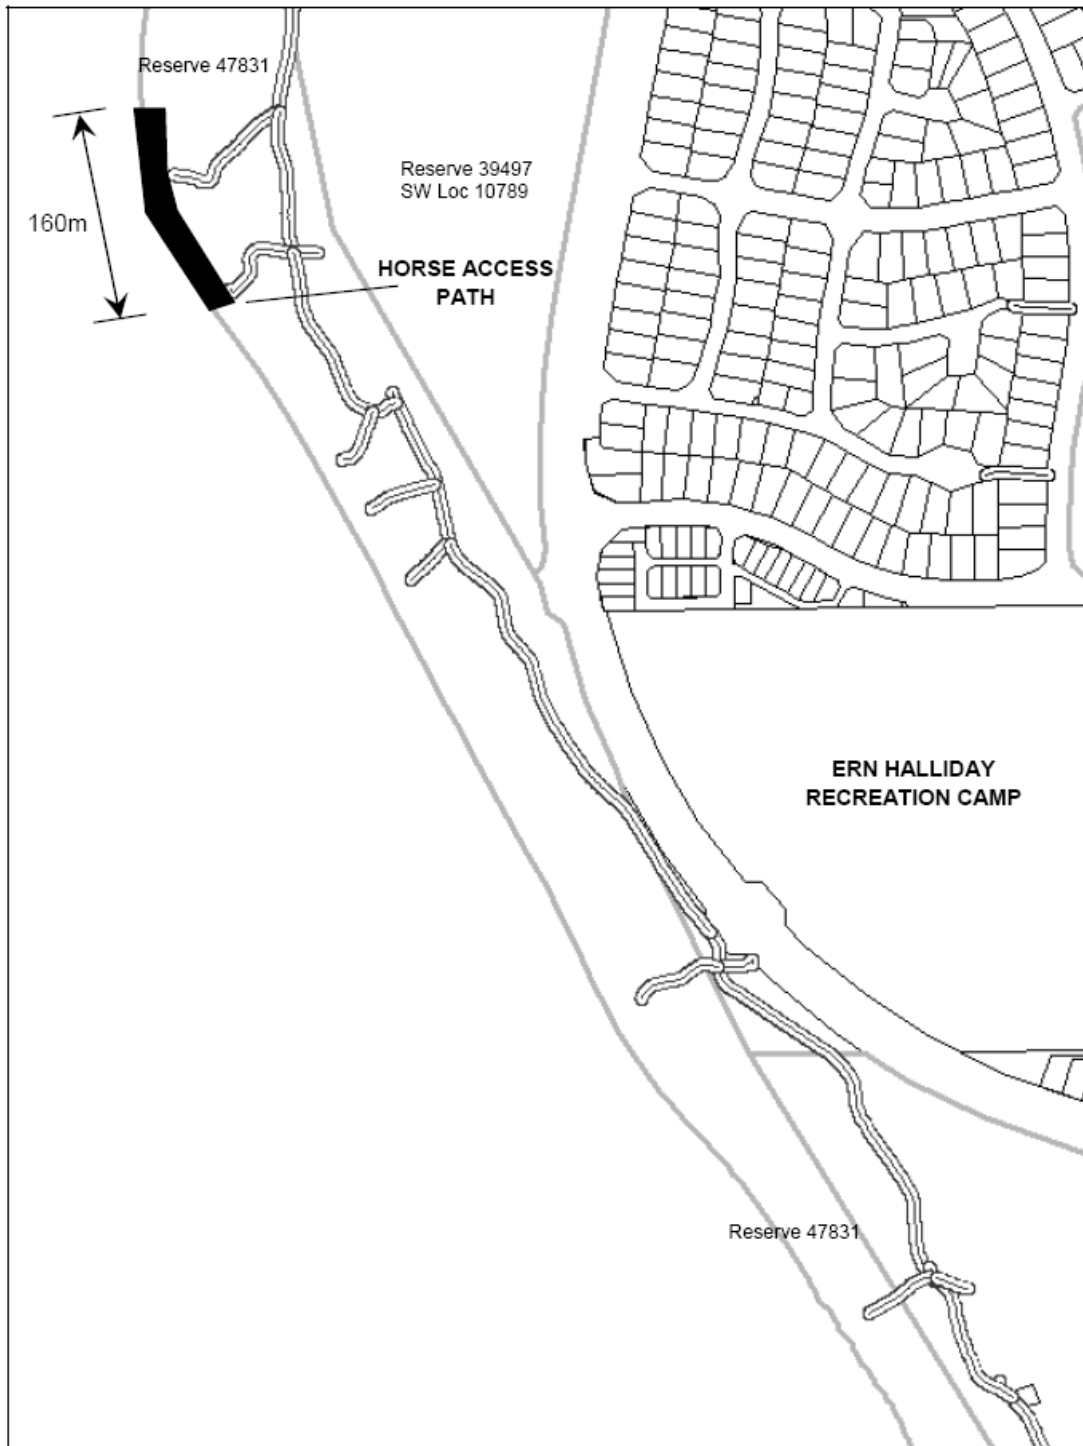 Reserve 47831
Reserve 39497
SW Loc 10789
160m
HORSE ACCESS
PATH
ERN HALLIDAY
RECREATION CAMP
Reserve 47831